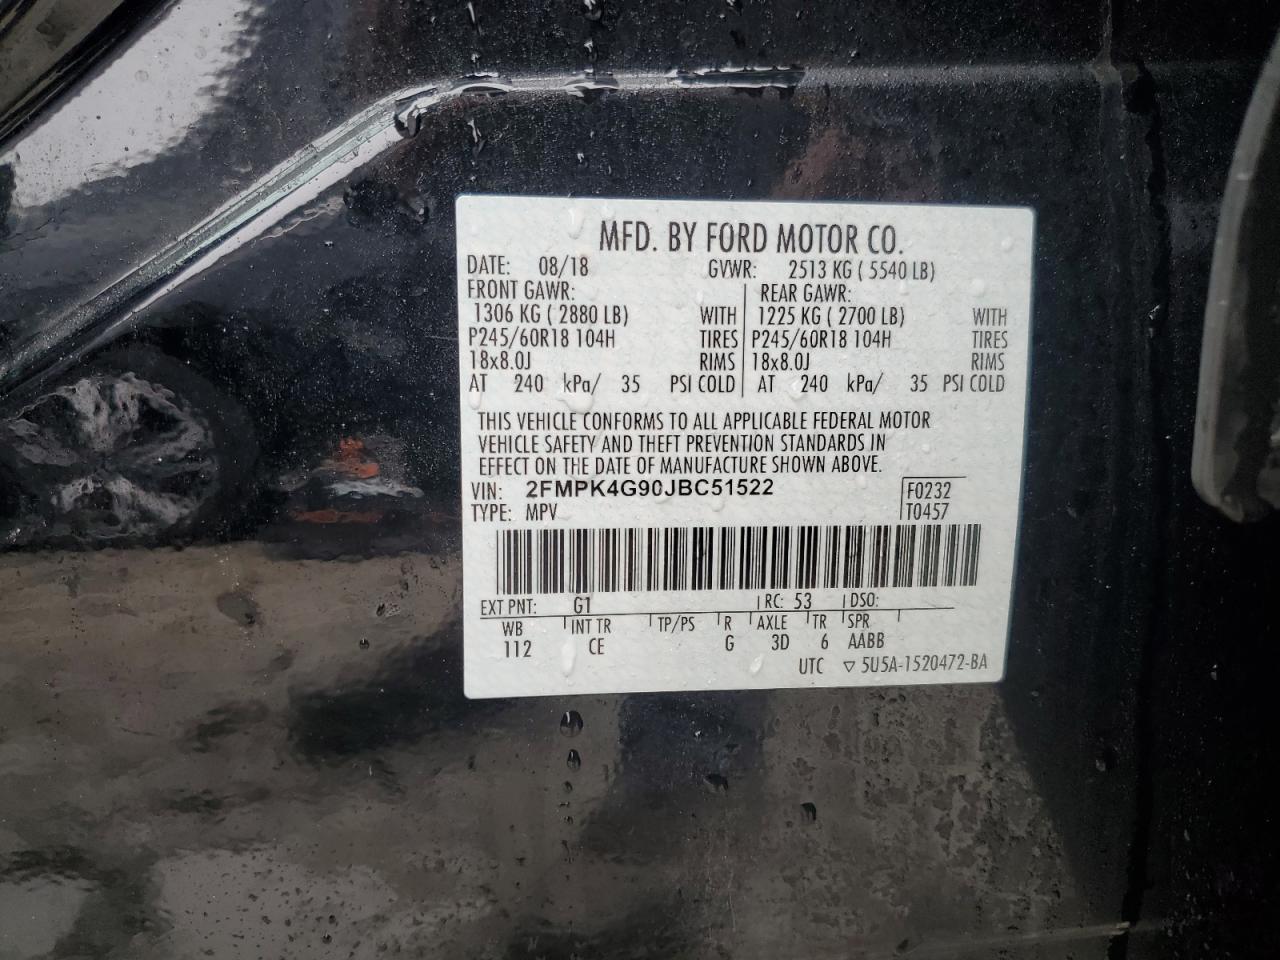 MFD. BY FORD MOTOR CO.
DATE: 08/18 GVWR: 2513 KG ( 5540 LB)
FRONT GAWR: REAR GAWR:
1306 KG ( 2880 LB) WITH 1225 KG ( 2700 LB) WITH
P245/60R18 104H TIRES P245/60R18 104H TIRES
18x8.0J RIMS 18x8.0J RIMS
AT 240 kPa/ 35 PSI COLD AT 240 kPa/ 35 PSI COLD
THIS VEHICLE CONFORMS TO ALL APPLICABLE FEDERAL MOTOR
VEHICLE SAFETY AND THEFT PREVENTION STANDARDS IN
EFFECT ON THE DATE OF MANUFACTURE SHOWN ABOVE.
VIN: 2FMPK4G90JBC51522 F0232
TYPE: MPV T0457
EXT PNT: G1 RC: 53 DSO:
WB INT TR TP/PS R AXLE TR SPR
112 CE G 3D 6 AABB
UTC ▽ 5U5A-1520472-BA